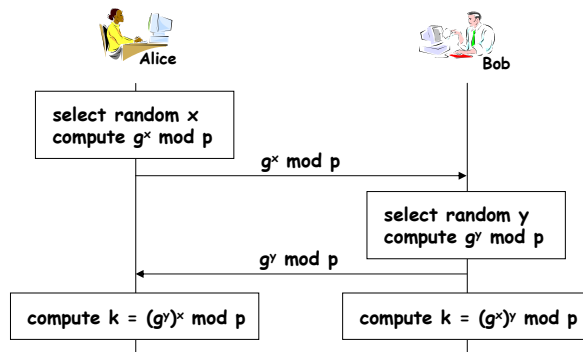 Alice
Bob
select random x
compute gˣ mod p
gˣ mod p
select random y
compute gʸ mod p
gʸ mod p
compute k = (gʸ)ˣ mod p
compute k = (gˣ)ʸ mod p